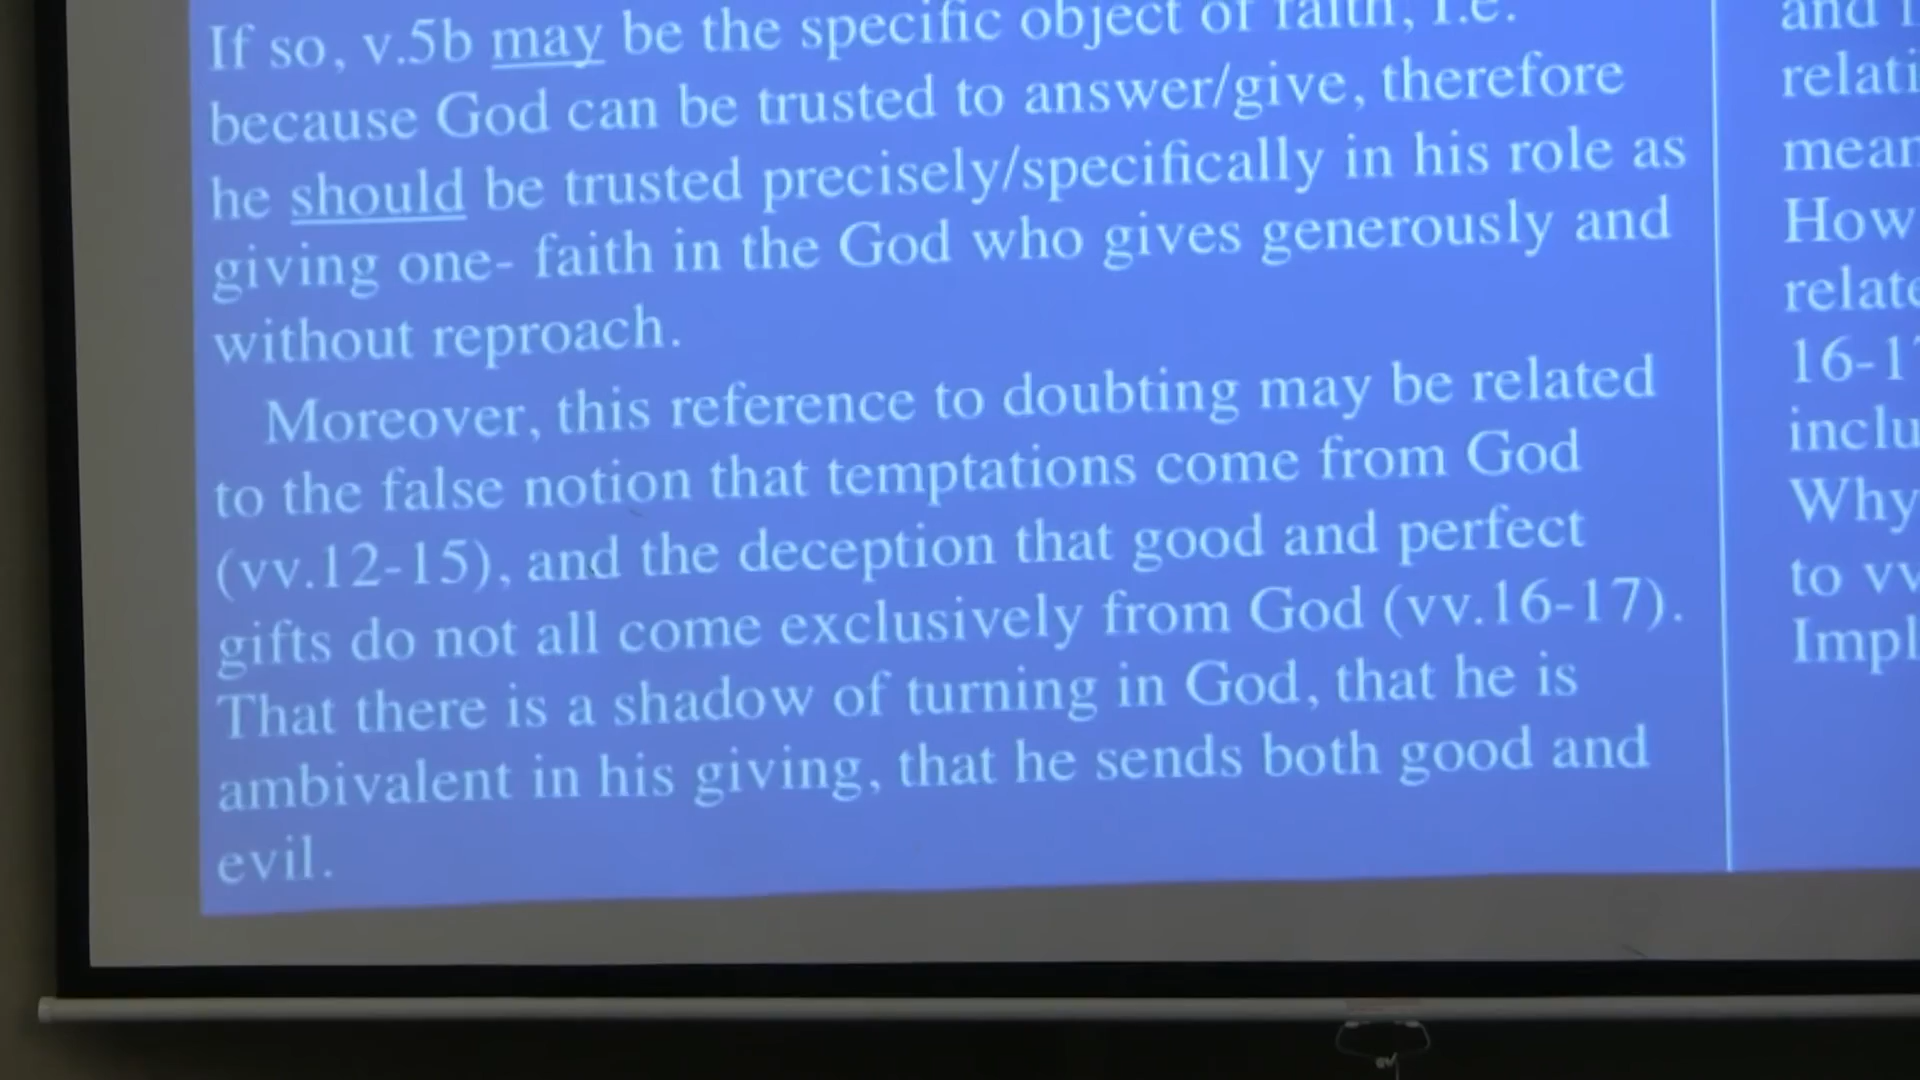 If so, v.5b may be the specific object of faith, i.e.
because God can be trusted to answer/give, therefore
he should be trusted precisely/specifically in his role as
giving one- faith in the God who gives generously and
without reproach.
Moreover, this reference to doubting may be related
to the false notion that temptations come from God
(vv.12-15), and the deception that good and perfect
gifts do not all come exclusively from God (vv.16-17).
That there is a shadow of turning in God, that he is
ambivalent in his giving, that he sends both good and
evil.
and
How
Why
to